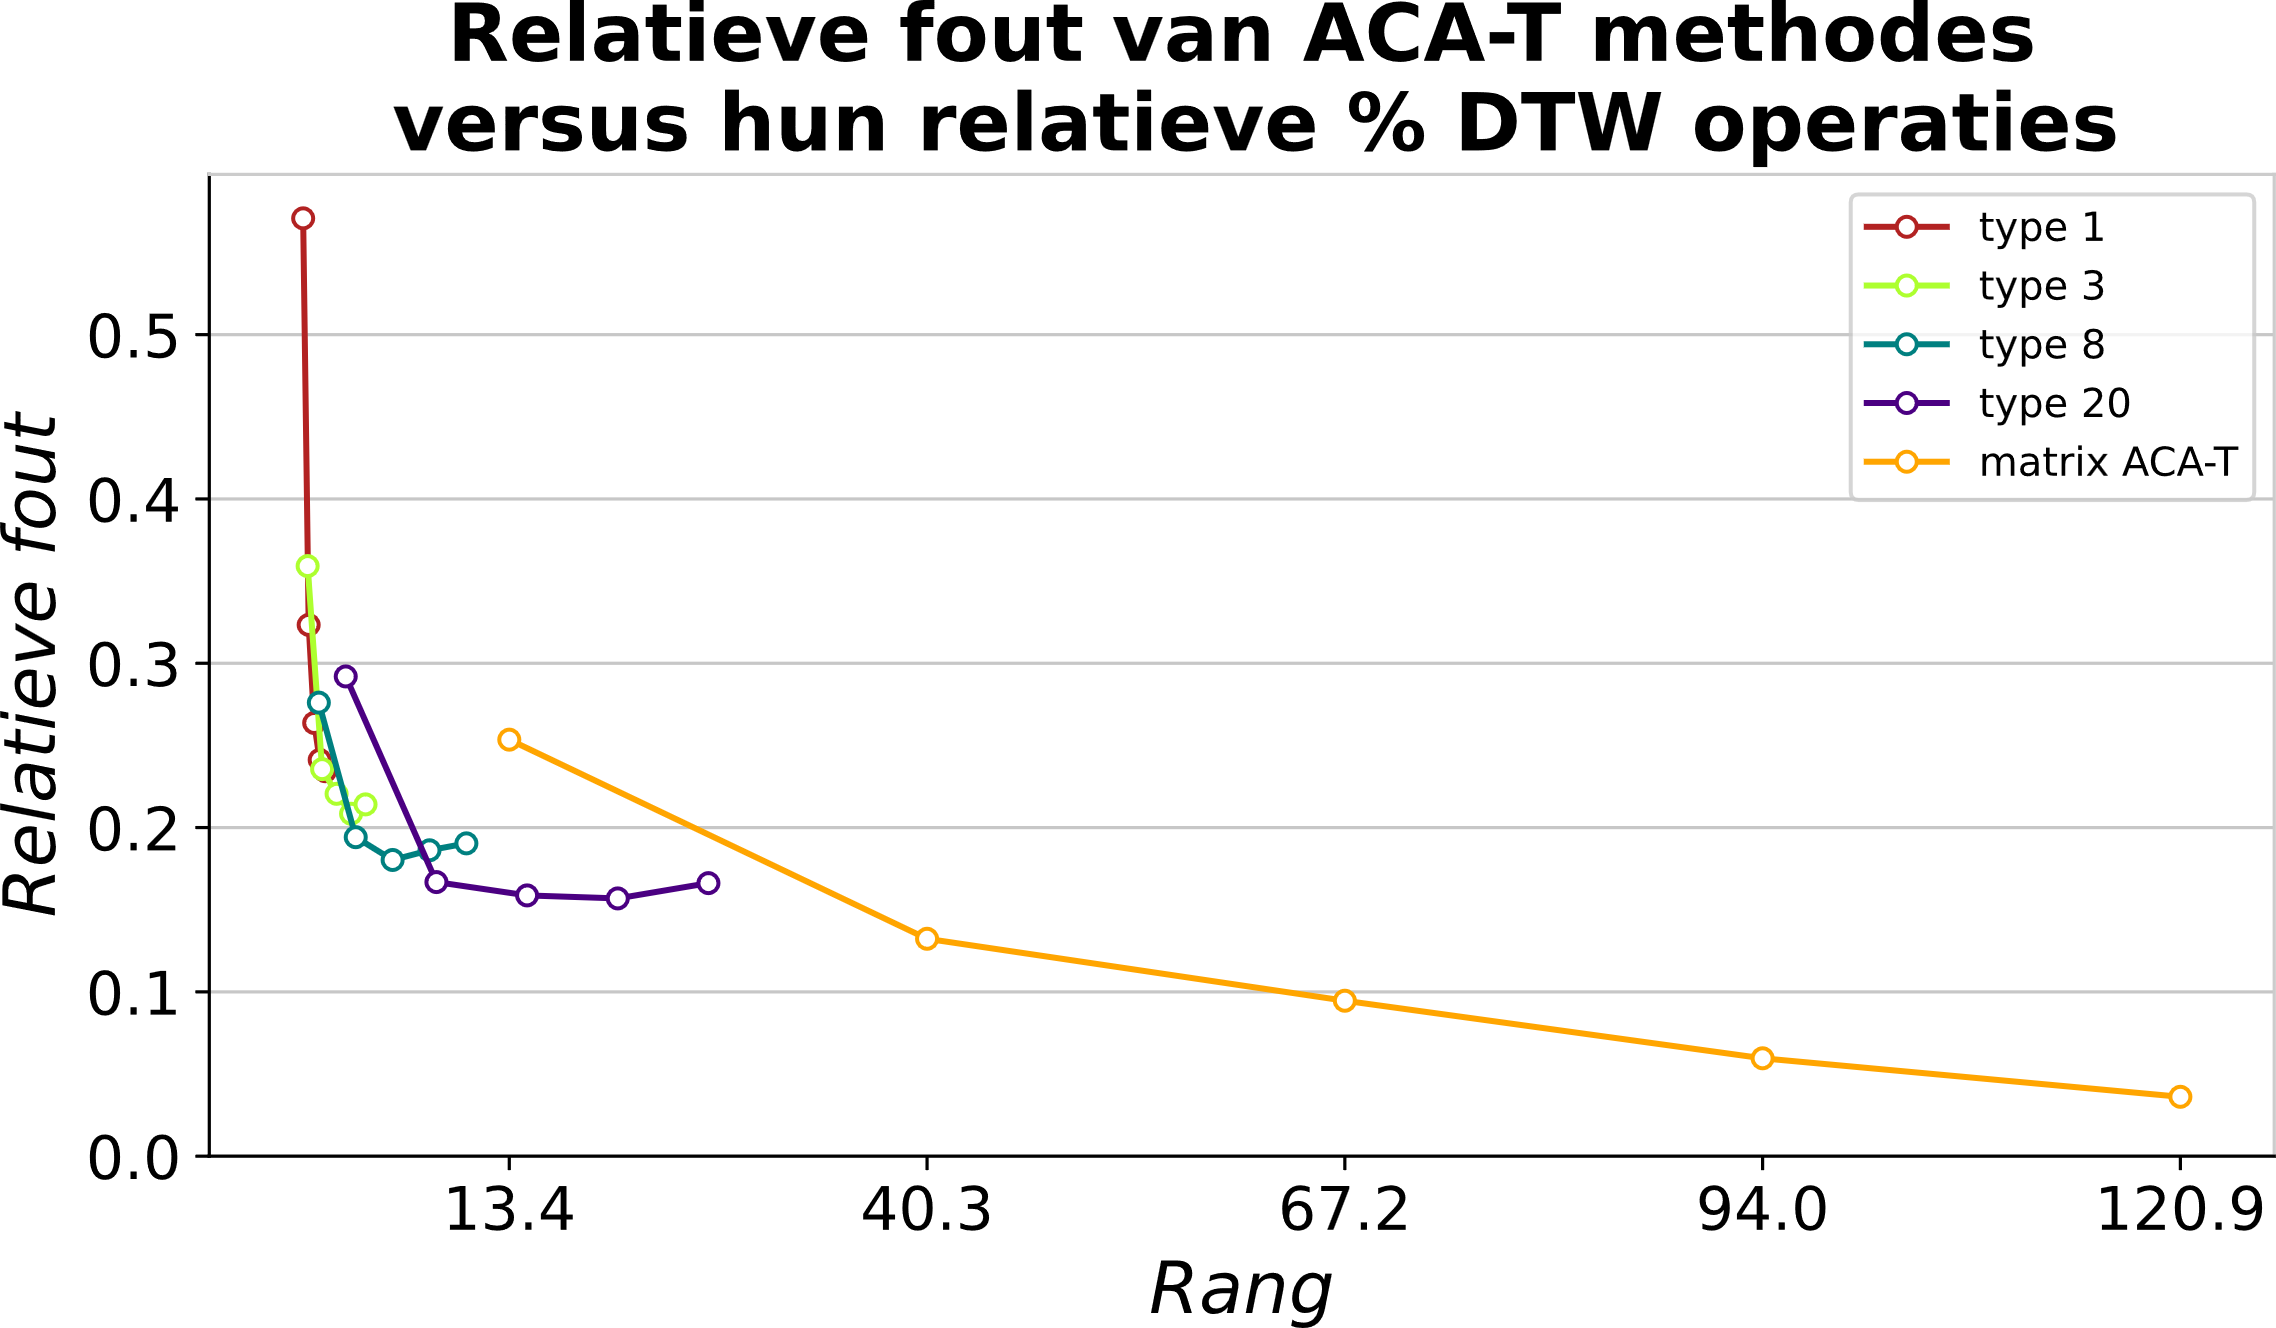 Relatieve fout van ACA-T methodes
versus hun relatieve % DTW operaties
type 1
type 3
type 8
type 20
matrix ACA-T
Relatieve fout
0.5
0.4
0.3
0.2
0.1
0.0
13.4 40.3 67.2 94.0 120.9
Rang